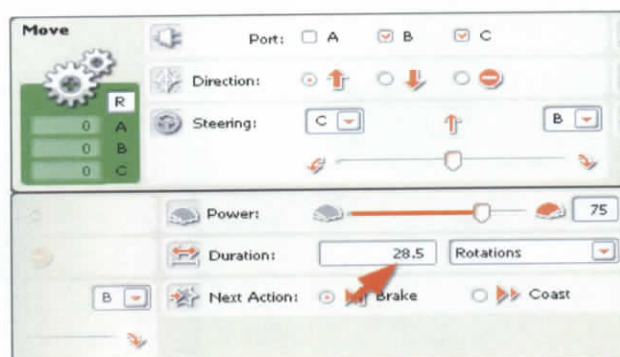 Move
Port: A B C
Direction:
R
Steering: C B
0 A
0 B
0 C
Power: 75
Duration: 28.5 Rotations
B Next Action: Brake Coast